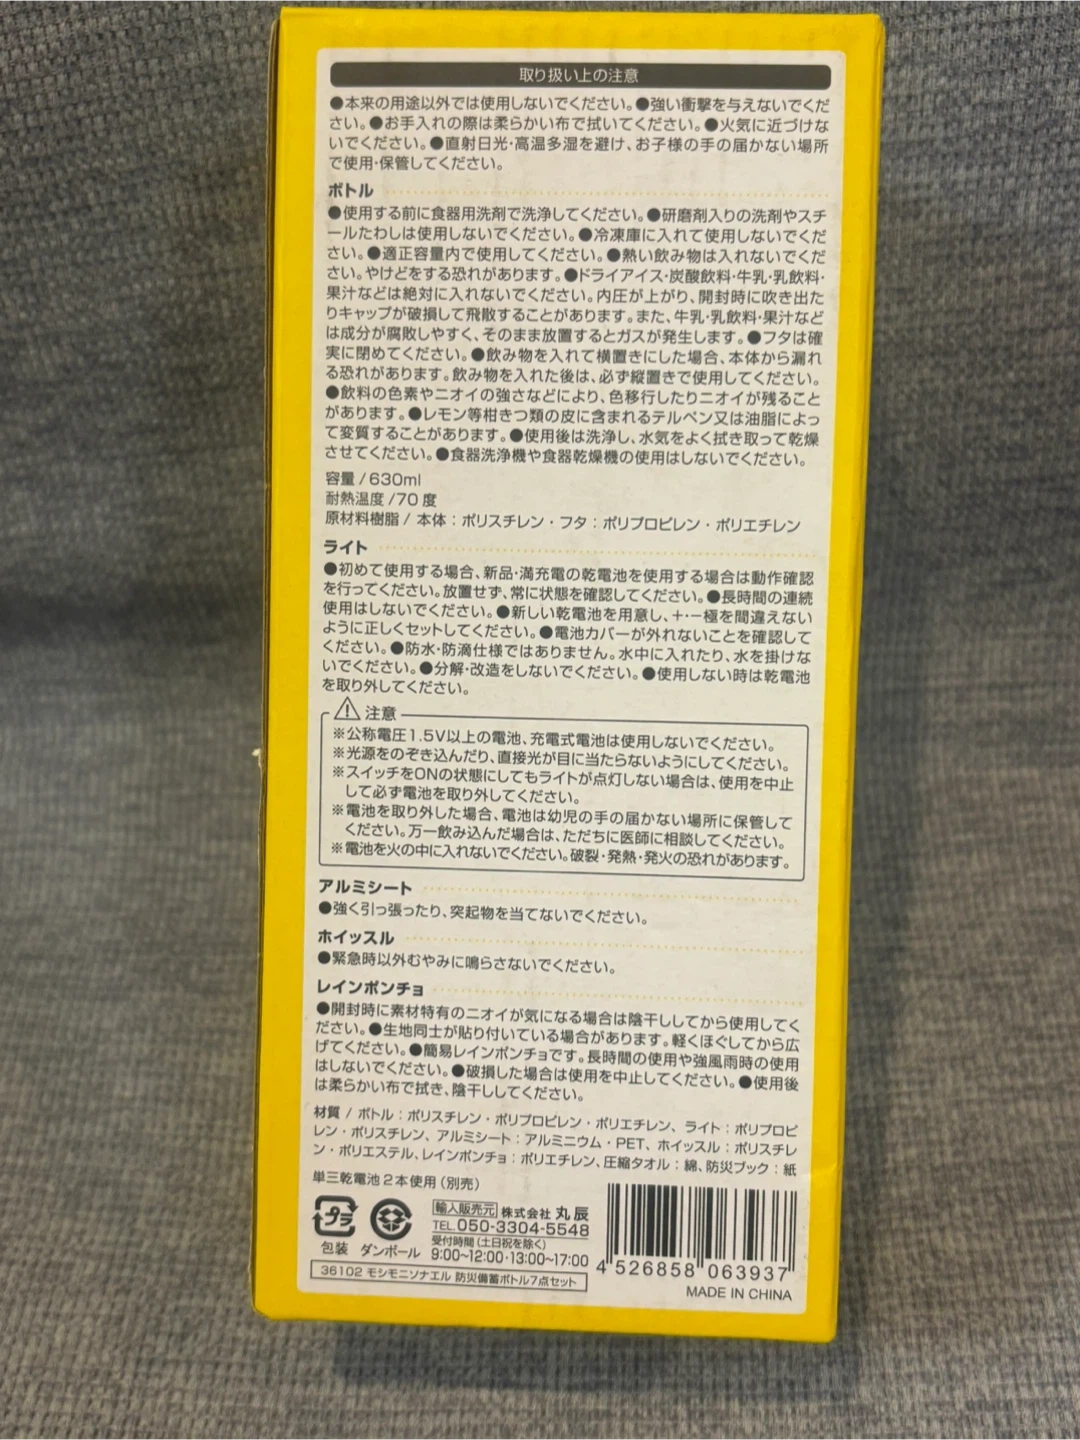 取り扱い上の注意
●本来の用途以外では使用しないでください。●強い衝撃を与えないでくだ
さい。●お手入れの際は柔らかい布で拭いてください。●火気に近づけな
いでください。●直射日光・高温多湿を避け、お子様の手の届かない場所
で使用・保管してください。
ボトル
●使用する前に食器用洗剤で洗浄してください。●研磨剤入りの洗剤やスチ
ールたわしは使用しないでください。●冷凍庫に入れて使用しないでくだ
さい。●適正容量内で使用してください。●熱い飲み物は入れないでくだ
さい。やけどをする恐れがあります。●ドライアイス・炭酸飲料・牛乳・乳飲料・
果汁などは絶対に入れないでください。内圧が上がり、開封時に吹き出た
りキャップが破損して飛散することがあります。また、牛乳・乳飲料・果汁など
は成分が腐敗しやすく、そのまま放置するとガスが発生します。●フタは確
実に閉めてください。●飲み物を入れて横置きにした場合、本体から漏れ
る恐れがあります。飲み物を入れた後は、必ず縦置きで使用してください。
●飲料の色素やニオイの強さなどにより、色移行したりニオイが残ること
があります。●レモン等柑きつ類の皮に含まれるテルペン又は油脂によっ
て変質することがあります。●使用後は洗浄し、水気をよく拭き取って乾燥
させてください。●食器洗浄機や食器乾燥機の使用はしないでください。
容量 / 630ml
耐熱温度 /70 度
原材料樹脂 / 本体：ポリスチレン・フタ：ポリプロピレン・ポリエチレン
ライト
●初めて使用する場合、新品・満充電の乾電池を使用する場合は動作確認
を行ってください。放置せず、常に状態を確認してください。●長時間の連続
使用はしないでください。●新しい乾電池を用意し、＋・－極を間違えない
ように正しくセットしてください。●電池カバーが外れないことを確認して
ください。●防水・防滴仕様ではありません。水中に入れたり、水を掛けな
いでください。●分解・改造をしないでください。●使用しない時は乾電池
を取り外してください。
注意
※公称電圧1.5V以上の電池、充電式電池は使用しないでください。
※光源をのぞき込んだり、直接光が目に当たらないようにしてください。
※スイッチをONの状態にしてもライトが点灯しない場合は、使用を中止
して必ず電池を取り外してください。
※電池を取り外した場合、電池は幼児の手の届かない場所に保管して
ください。万一飲み込んだ場合は、ただちに医師に相談してください。
※電池を火の中に入れないでください。破裂・発熱・発火の恐れがあります。
アルミシート
●強く引っ張ったり、突起物を当てないでください。
ホイッスル
●緊急時以外むやみに鳴らさないでください。
レインポンチョ
●開封時に素材特有のニオイが気になる場合は陰干ししてから使用してく
ださい。●生地同士が貼り付いている場合があります。軽くほぐしてから広
げてください。●簡易レインポンチョです。長時間の使用や強風雨時の使用
はしないでください。●破損した場合は使用を中止してください。●使用後
は柔らかい布で拭き、陰干ししてください。
材質 / ボトル：ポリスチレン・ポリプロピレン・ポリエチレン、ライト：ポリプロピ
レン・ポリスチレン、アルミシート：アルミニウム・PET、ホイッスル：ポリスチレ
ン・ポリエステル、レインポンチョ：ポリエチレン、圧縮タオル：綿、防災ブック：紙
単三乾電池２本使用（別売）
プラ
包装 ダンボール
輸入販売元 株式会社 丸辰
TEL.050-3304-5548
受付時間（土日祝を除く）
9:00~12:00・13:00~17:00
36102 モシモニソナエル 防災備蓄ボトル7点セット
4 526858 063937
MADE IN CHINA